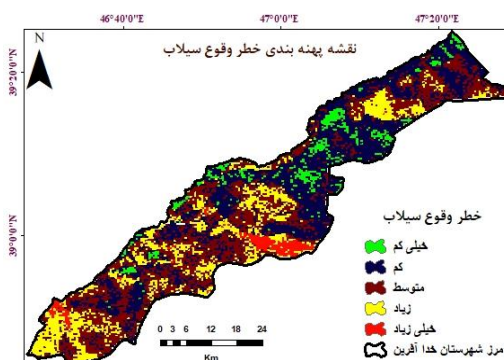 46°40'0"E
47°0'0"E
47°20'0"E
N
نقشه پهنه بندی خطر وقوع سیلاب
39°20'0"N
39°0'0"N
خطر وقوع سیلاب
خیلی کم
کم
متوسط
زیاد
خیلی زیاد
مرز شهرستان خدا آفرین
0 3 6 12 18 24
Km